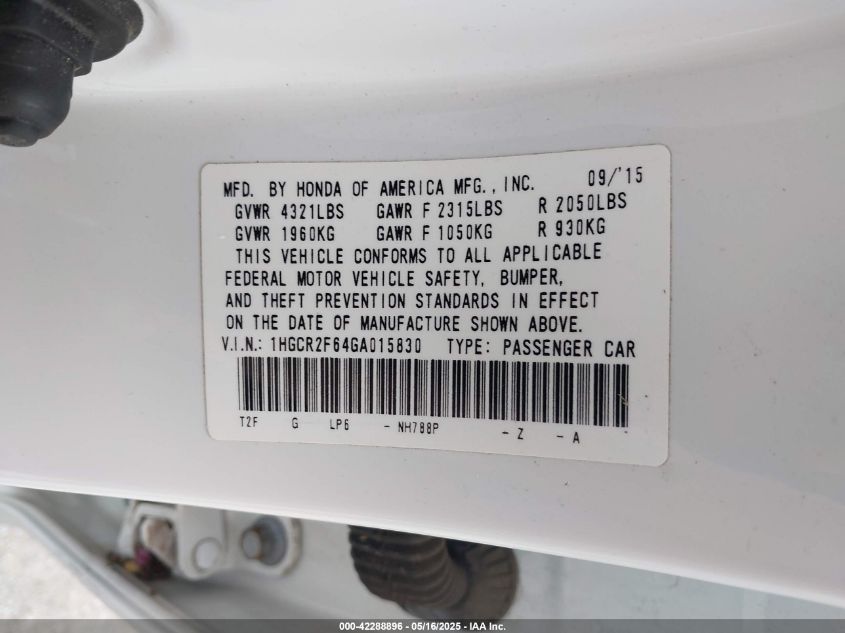 MFD. BY HONDA OF AMERICA MFG., INC. 09/'15
GVWR 4321LBS GAWR F 2315LBS R 2050LBS
GVWR 1960KG GAWR F 1050KG R 930KG
THIS VEHICLE CONFORMS TO ALL APPLICABLE
FEDERAL MOTOR VEHICLE SAFETY, BUMPER,
AND THEFT PREVENTION STANDARDS IN EFFECT
ON THE DATE OF MANUFACTURE SHOWN ABOVE.
V.I.N.: 1HGCR2F64GA015830 TYPE: PASSENGER CAR
T2F G LP6 - NH788P - Z - A
000-42288896 - 05/16/2025 - IAA Inc.